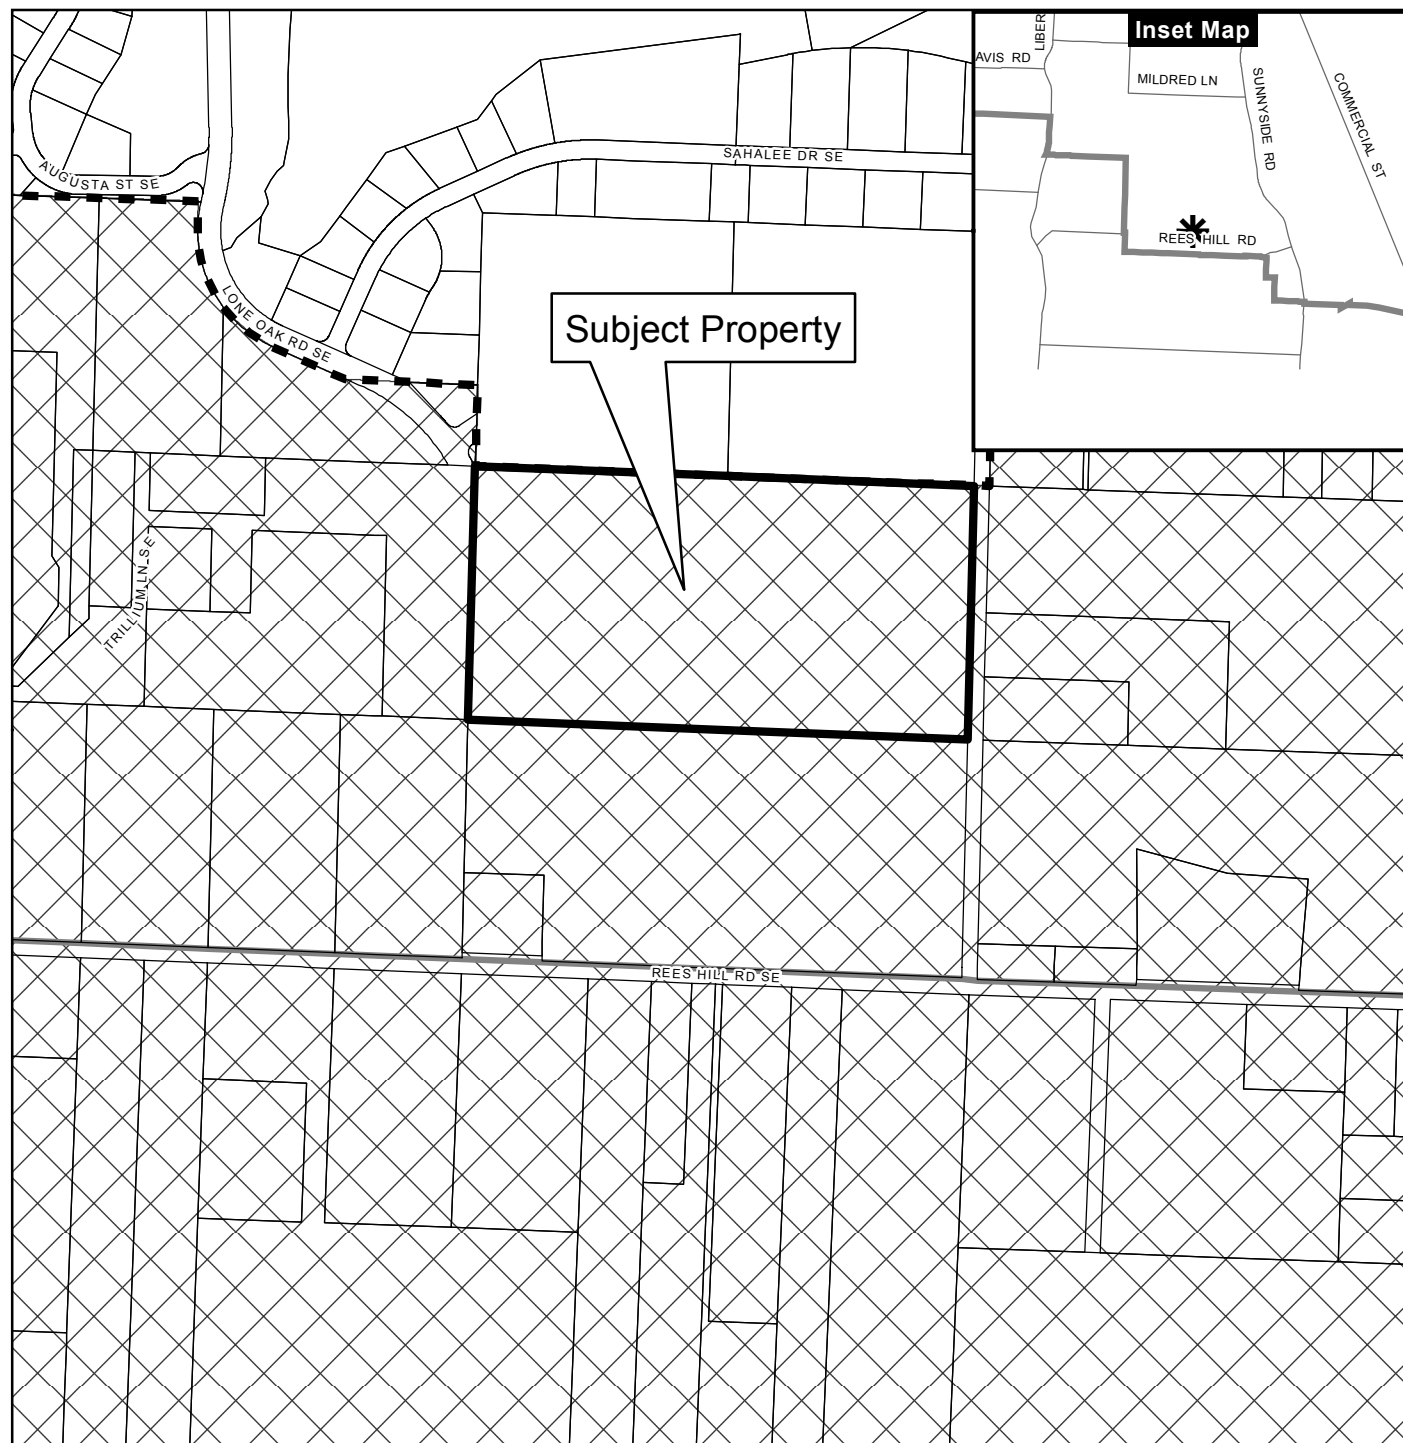 Inset Map
LIBER
AVIS RD
MILDRED LN
SUNNYSIDE RD
COMMERCIAL ST
REES HILL RD
SAHALEE DR SE
AUGUSTA ST SE
LONE OAK RD SE
Subject Property
TRILLIUM LN SE
REES HILL RD SE